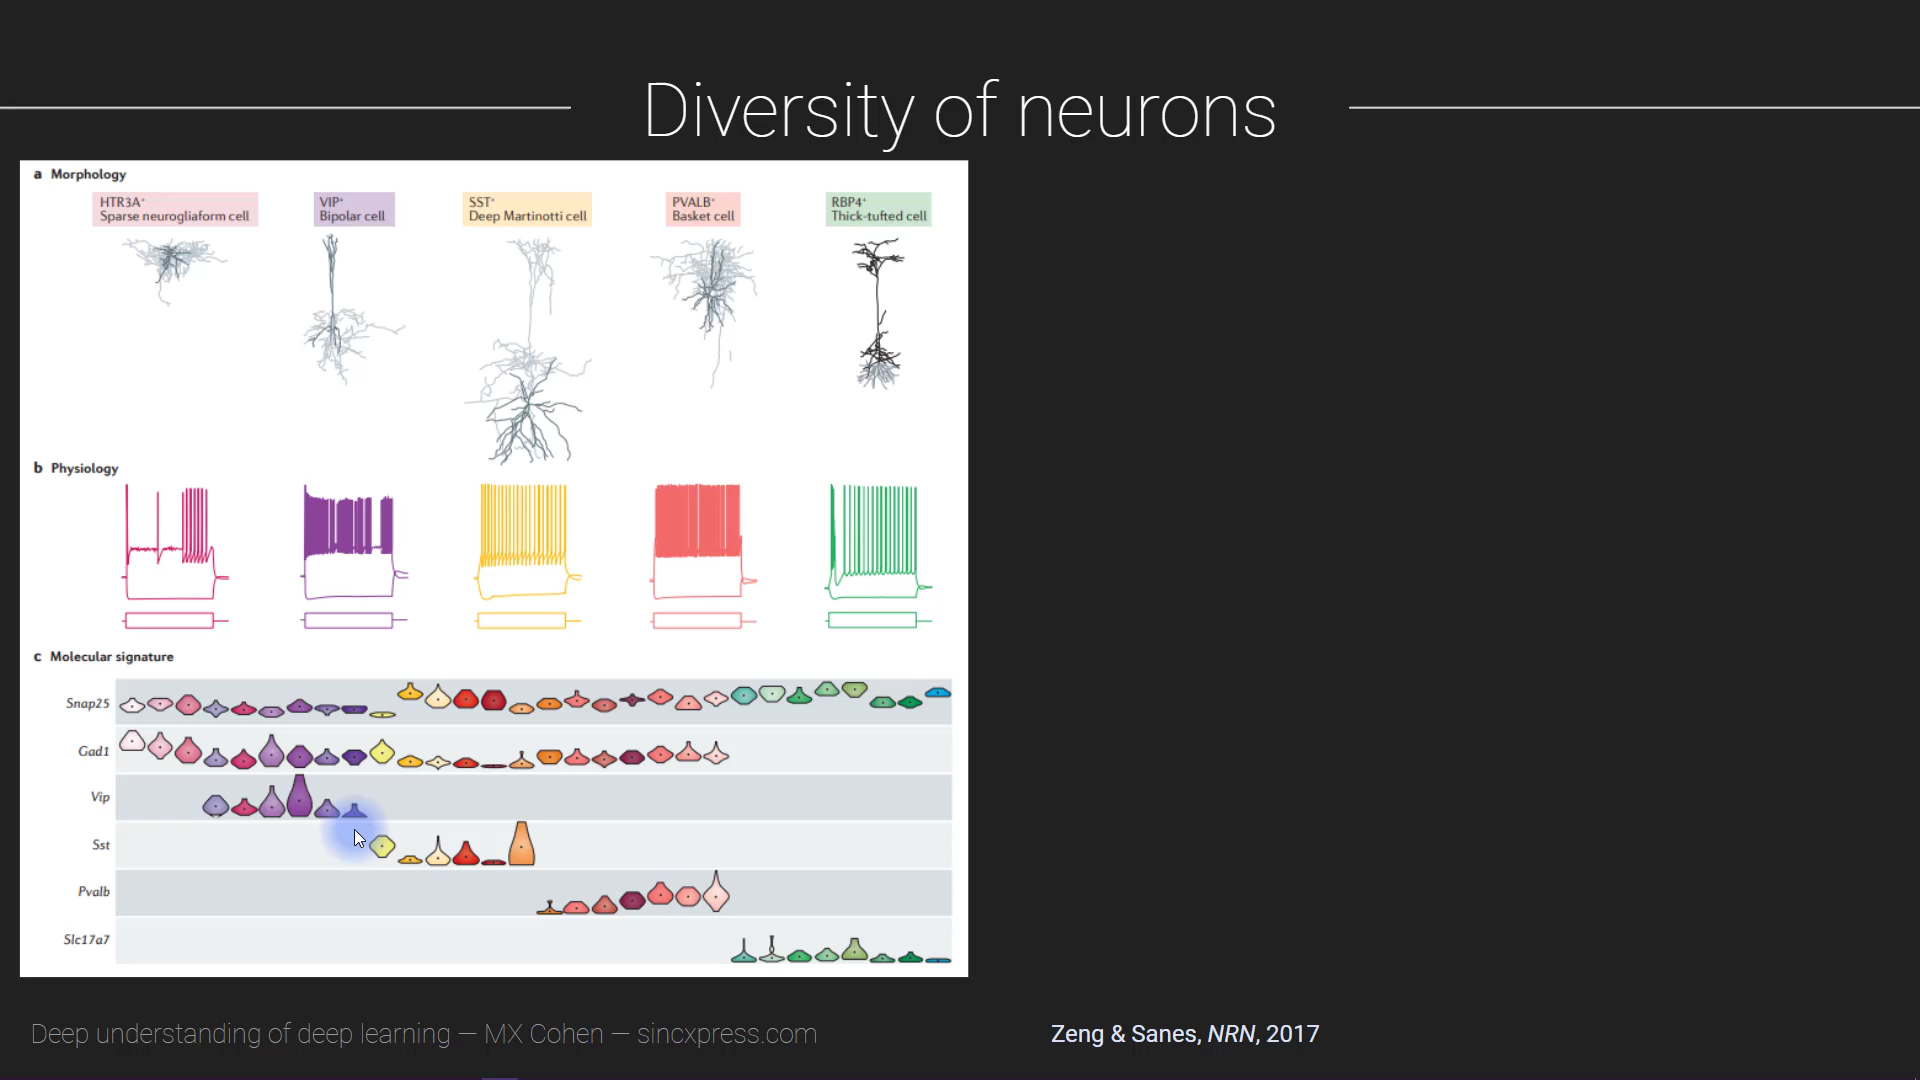 Diversity of neurons
a Morphology
HTR3A⁺
Sparse neurogliaform cell
VIP⁺
Bipolar cell
SST⁺
Deep Martinotti cell
PVALB⁺
Basket cell
RBP4⁺
Thick-tufted cell
b Physiology
c Molecular signature
Snap25
Gad1
Vip
Sst
Pvalb
Slc17a7
Deep understanding of deep learning — MX Cohen — sincxpress.com
Zeng & Sanes, NRN, 2017